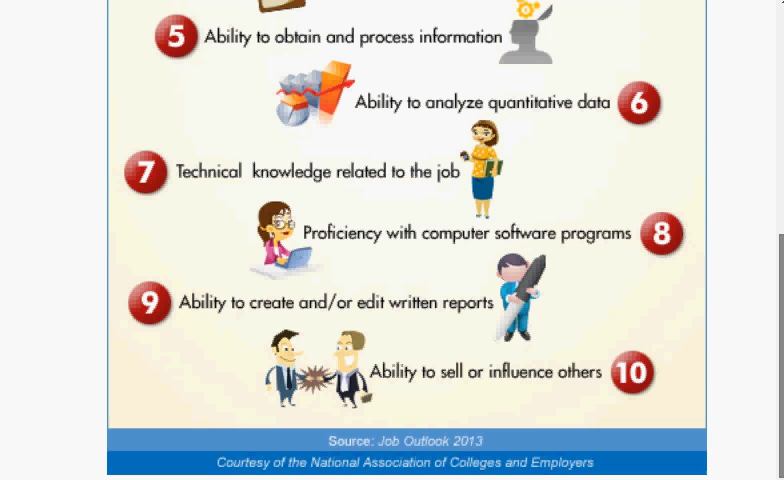 5 Ability to obtain and process information
Ability to analyze quantitative data 6
7 Technical knowledge related to the job
Proficiency with computer software programs 8
9 Ability to create and/or edit written reports
Ability to sell or influence others 10
Source: Job Outlook 2013
Courtesy of the National Association of Colleges and Employers